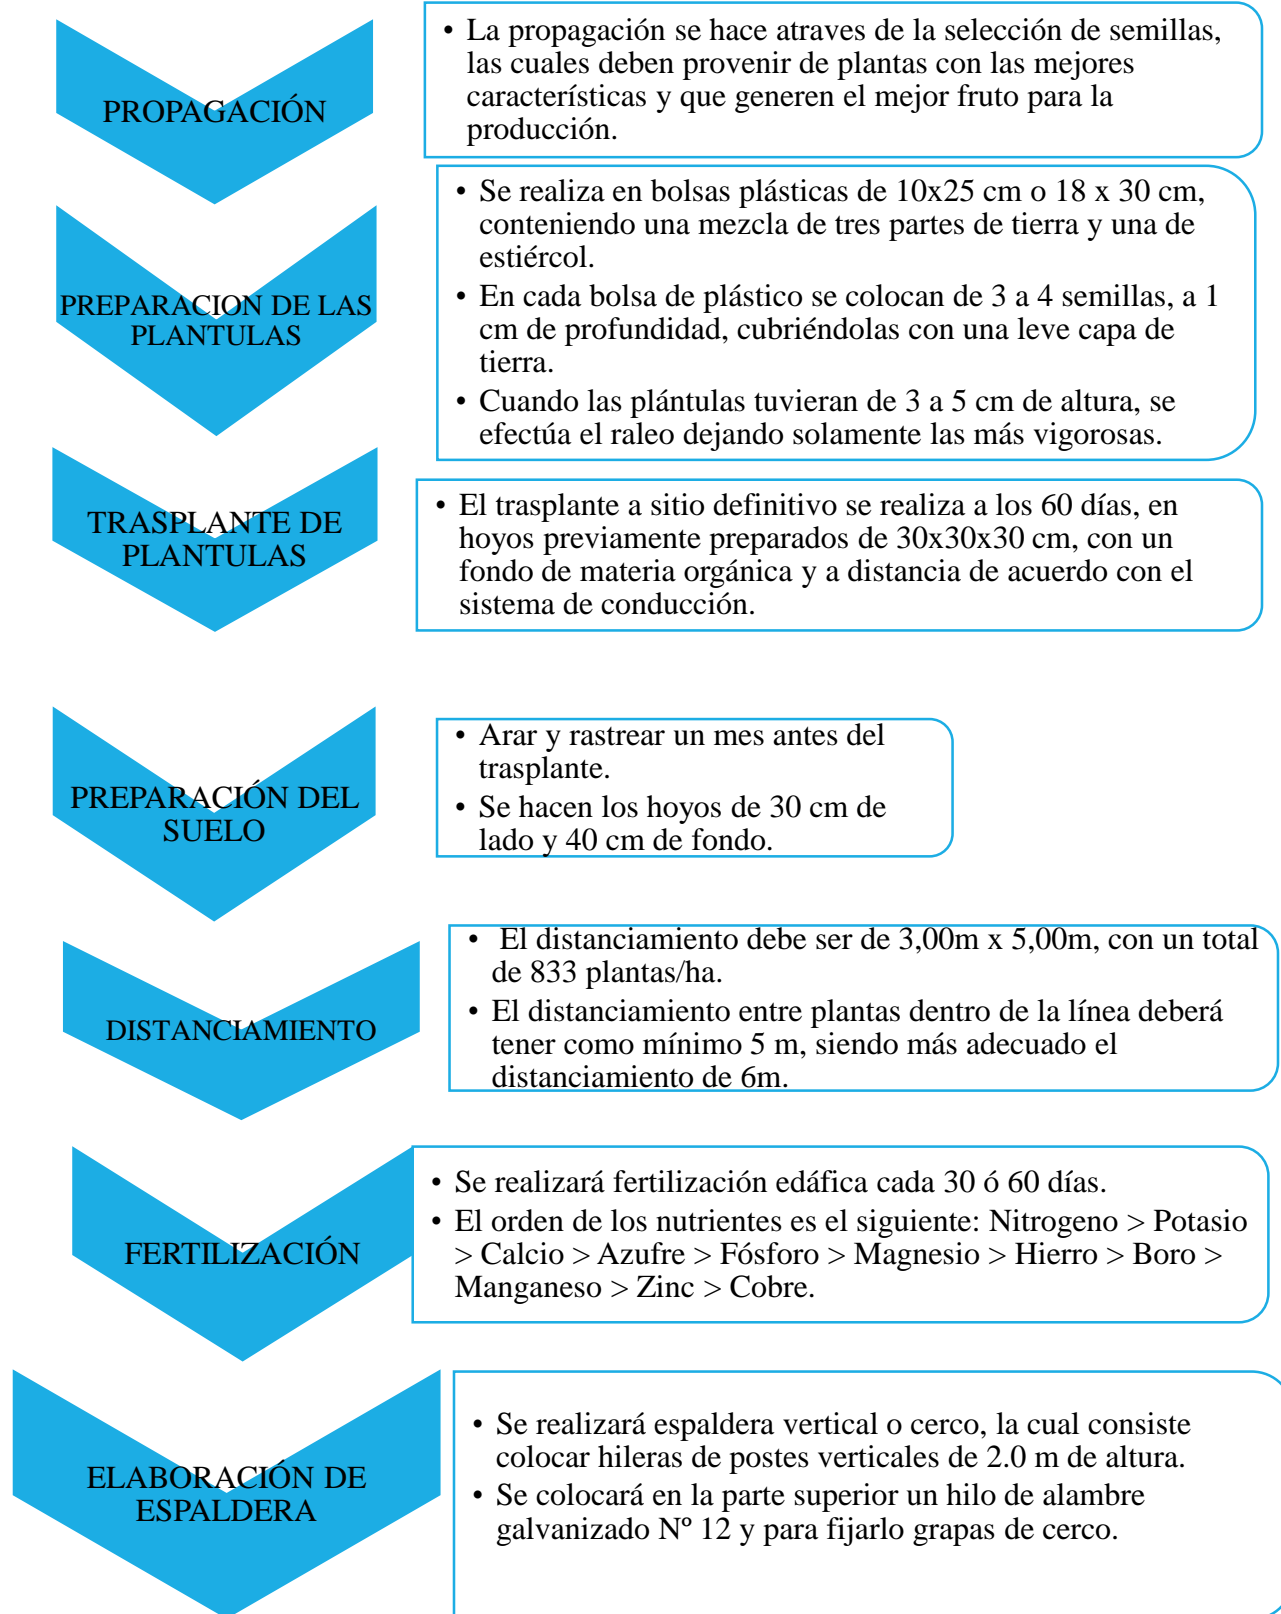 PROPAGACIÓN
• La propagación se hace atraves de la selección de semillas,
las cuales deben provenir de plantas con las mejores
características y que generen el mejor fruto para la
producción.
PREPARACION DE LAS
PLANTULAS
• Se realiza en bolsas plásticas de 10x25 cm o 18 x 30 cm,
conteniendo una mezcla de tres partes de tierra y una de
estiércol.
• En cada bolsa de plástico se colocan de 3 a 4 semillas, a 1
cm de profundidad, cubriéndolas con una leve capa de
tierra.
• Cuando las plántulas tuvieran de 3 a 5 cm de altura, se
efectúa el raleo dejando solamente las más vigorosas.
TRASPLANTE DE
PLANTULAS
• El trasplante a sitio definitivo se realiza a los 60 días, en
hoyos previamente preparados de 30x30x30 cm, con un
fondo de materia orgánica y a distancia de acuerdo con el
sistema de conducción.
PREPARACIÓN DEL
SUELO
• Arar y rastrear un mes antes del
trasplante.
• Se hacen los hoyos de 30 cm de
lado y 40 cm de fondo.
DISTANCIAMIENTO
• El distanciamiento debe ser de 3,00m x 5,00m, con un total
de 833 plantas/ha.
• El distanciamiento entre plantas dentro de la línea deberá
tener como mínimo 5 m, siendo más adecuado el
distanciamiento de 6m.
FERTILIZACIÓN
• Se realizará fertilización edáfica cada 30 ó 60 días.
• El orden de los nutrientes es el siguiente: Nitrogeno > Potasio
> Calcio > Azufre > Fósforo > Magnesio > Hierro > Boro >
Manganeso > Zinc > Cobre.
ELABORACIÓN DE
ESPALDERA
• Se realizará espaldera vertical o cerco, la cual consiste
colocar hileras de postes verticales de 2.0 m de altura.
• Se colocará en la parte superior un hilo de alambre
galvanizado Nº 12 y para fijarlo grapas de cerco.